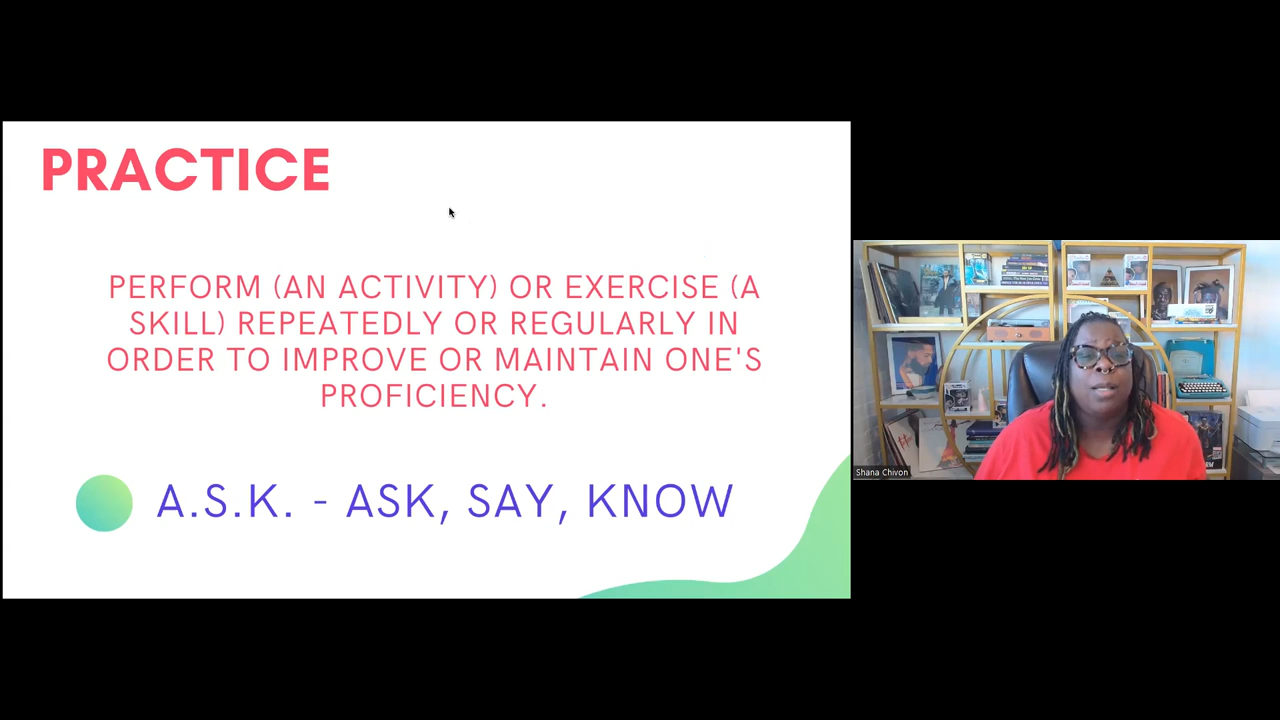 PRACTICE
PERFORM (AN ACTIVITY) OR EXERCISE (A
SKILL) REPEATEDLY OR REGULARLY IN
ORDER TO IMPROVE OR MAINTAIN ONE'S
PROFICIENCY.
A.S.K. - ASK, SAY, KNOW
Shana Chivon